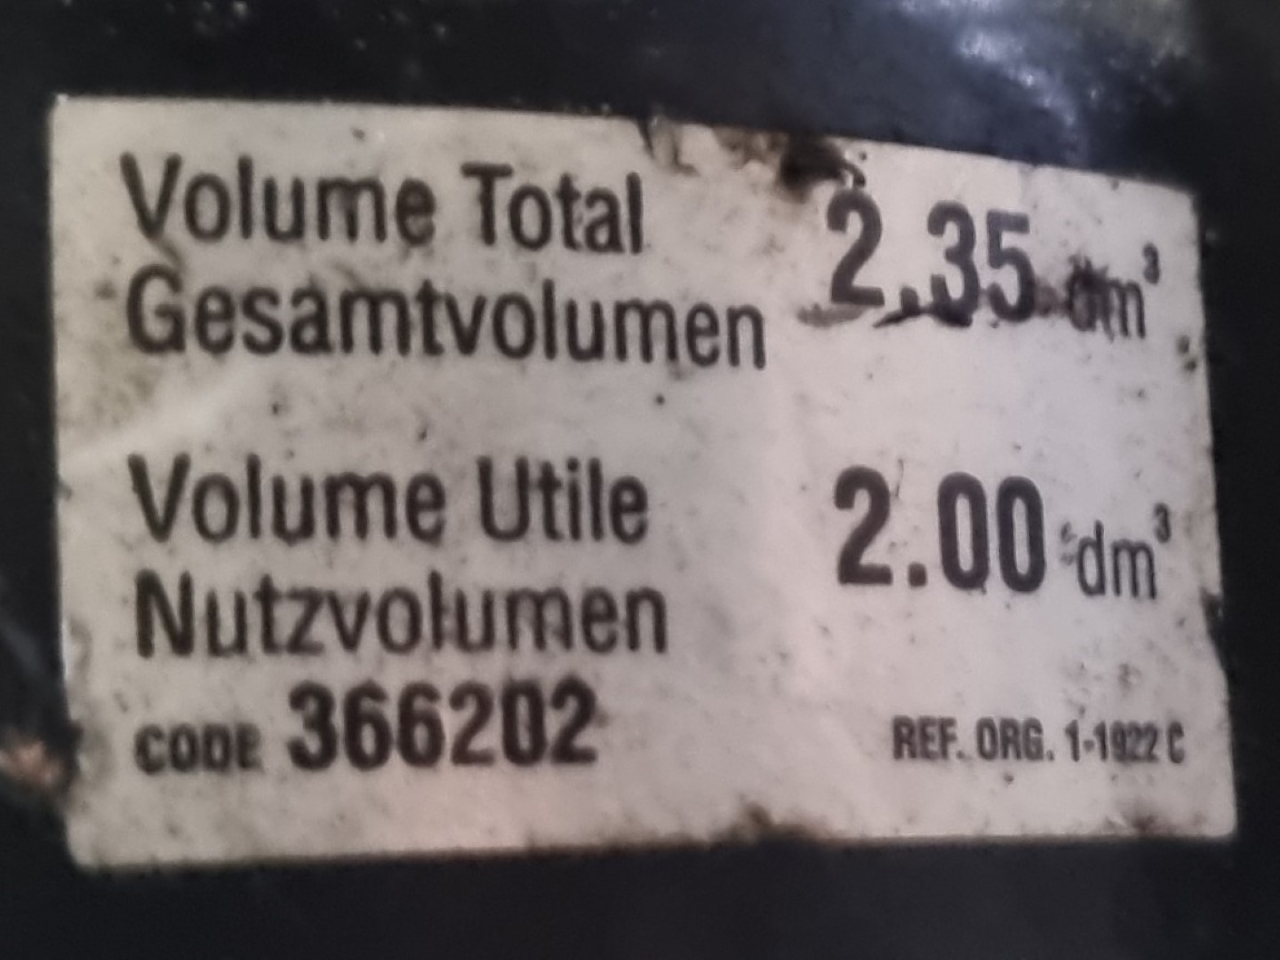 Volume Total 2.35 dm³
Gesamtvolumen
Volume Utile 2.00 dm³
Nutzvolumen
CODE 366202 REF. ORG. 1-1922 C